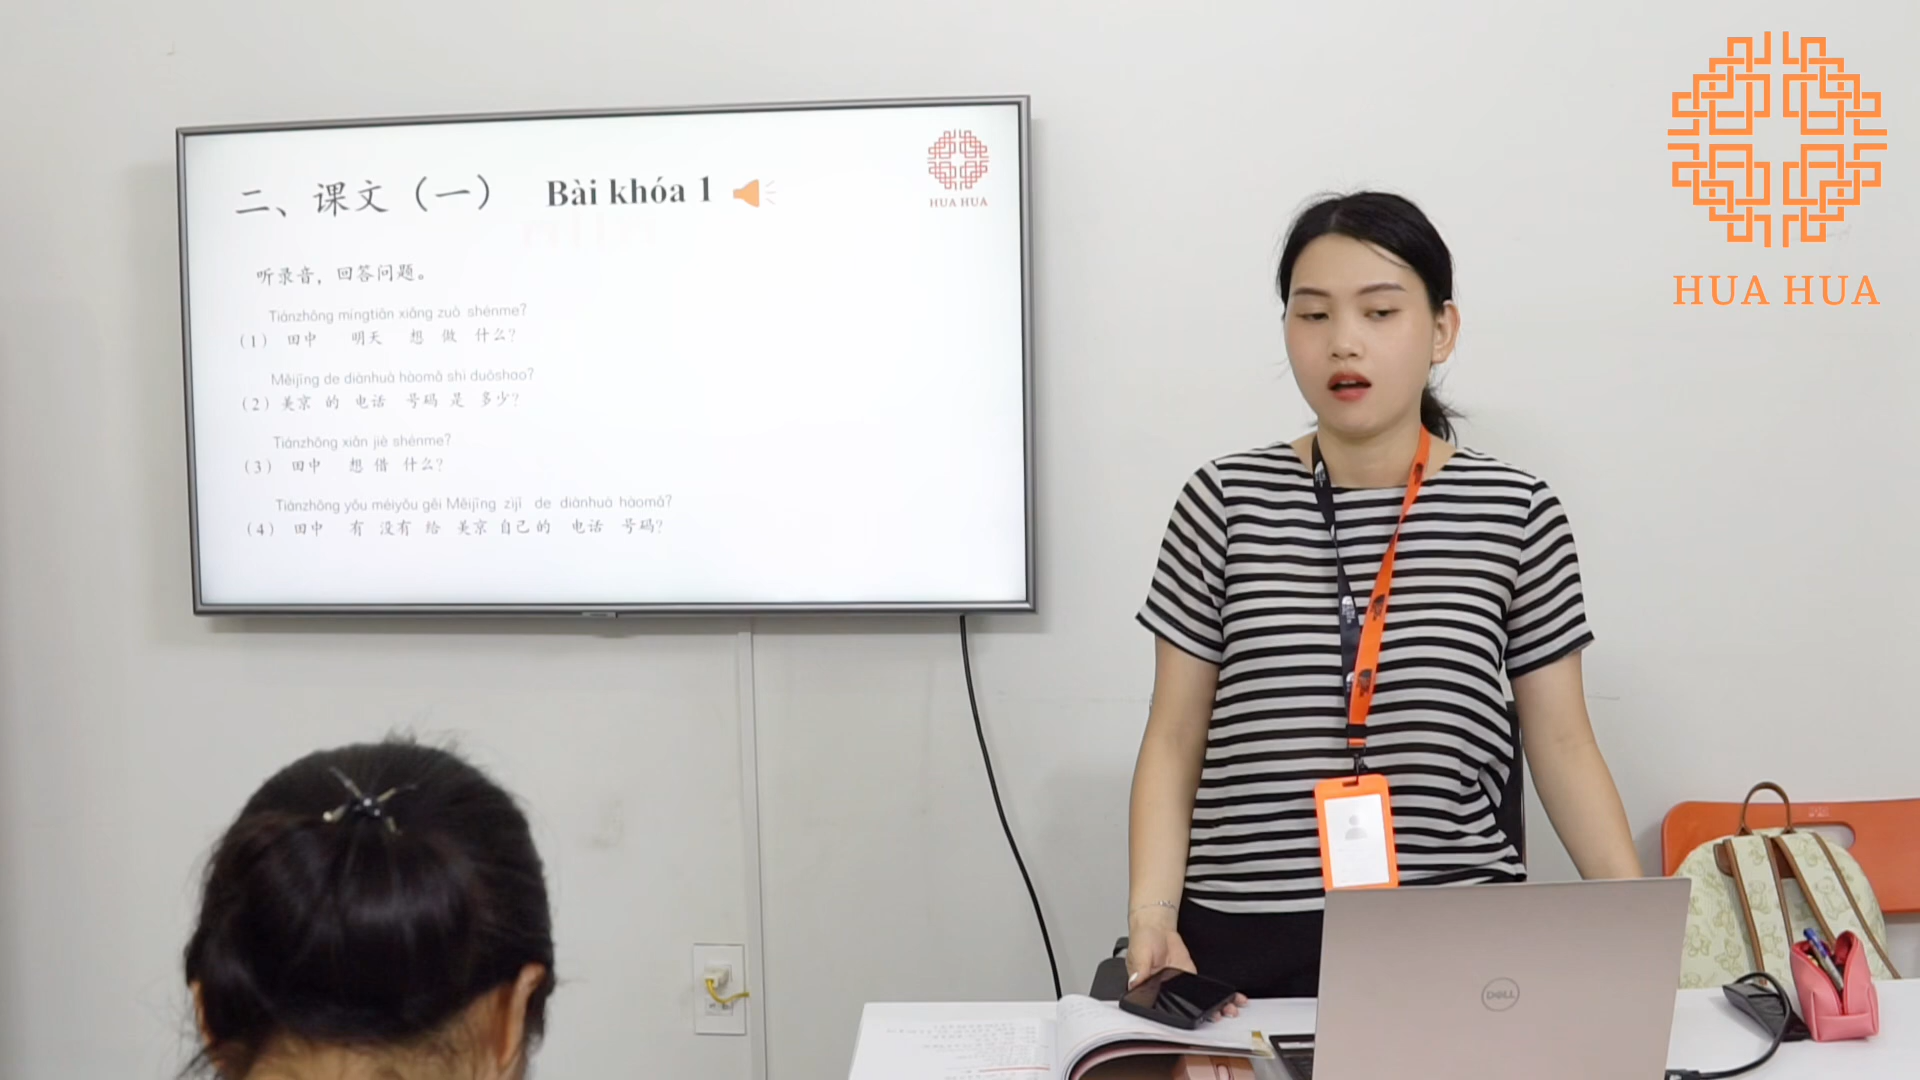 二、课文（一） Bài khóa 1
HUA HUA
听录音，回答问题。
Tiánzhōng míngtiān xiǎng zuò shénme?
（1） 田中 明天 想 做 什么？
Měijīng de diànhuà hàomǎ shì duōshao?
（2） 美京 的 电话 号码 是 多少？
Tiánzhōng xiǎn jiè shénme?
（3） 田中 想 借 什么？
Tiánzhōng yǒu méiyǒu gěi Měijīng zìjǐ de diànhuà hàomǎ?
（4） 田中 有 没有 给 美京 自己 的 电话 号码？
HUA HUA
DELL